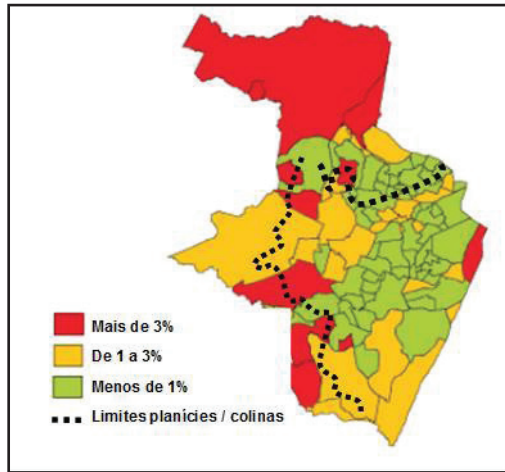 Mais de 3%
De 1 a 3%
Menos de 1%
Limites planícies / colinas